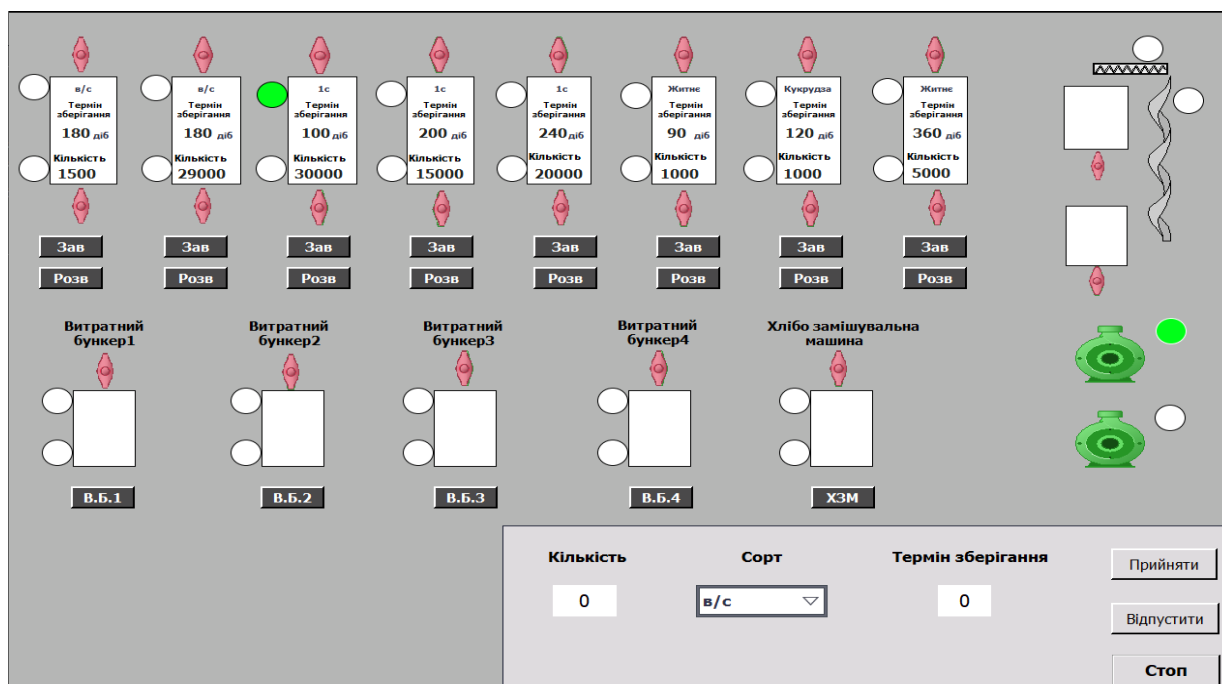 в/с в/с 1с 1с 1с Житнє Кукрудза Житнє
Термін Термін Термін Термін Термін Термін Термін Термін
зберігання зберігання зберігання зберігання зберігання зберігання зберігання зберігання
180 діб 180 діб 100 діб 200 діб 240 діб 90 діб 120 діб 360 діб
Кількість Кількість Кількість Кількість Кількість Кількість Кількість Кількість
1500 29000 30000 15000 20000 1000 1000 5000
Зав Зав Зав Зав Зав Зав Зав Зав
Розв Розв Розв Розв Розв Розв Розв Розв
Витратний Витратний Витратний Витратний Хлібо замішувальна
бункер1 бункер2 бункер3 бункер4 машина
В.Б.1 В.Б.2 В.Б.3 В.Б.4 ХЗМ
Кількість Сорт Термін зберігання
Прийняти
0 в/с 0
Відпустити
Стоп